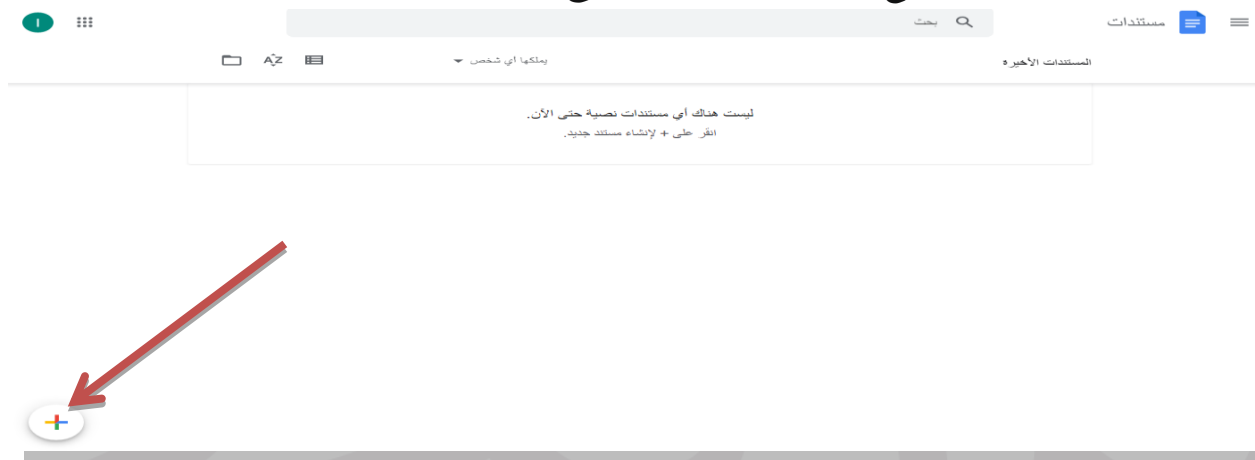 مستندات
بحث
ا
المستندات الأخيرة
يملكها أي شخص
AZ
ليست هناك أي مستندات نصية حتى الآن.
انقر على + لإنشاء مستند جديد.